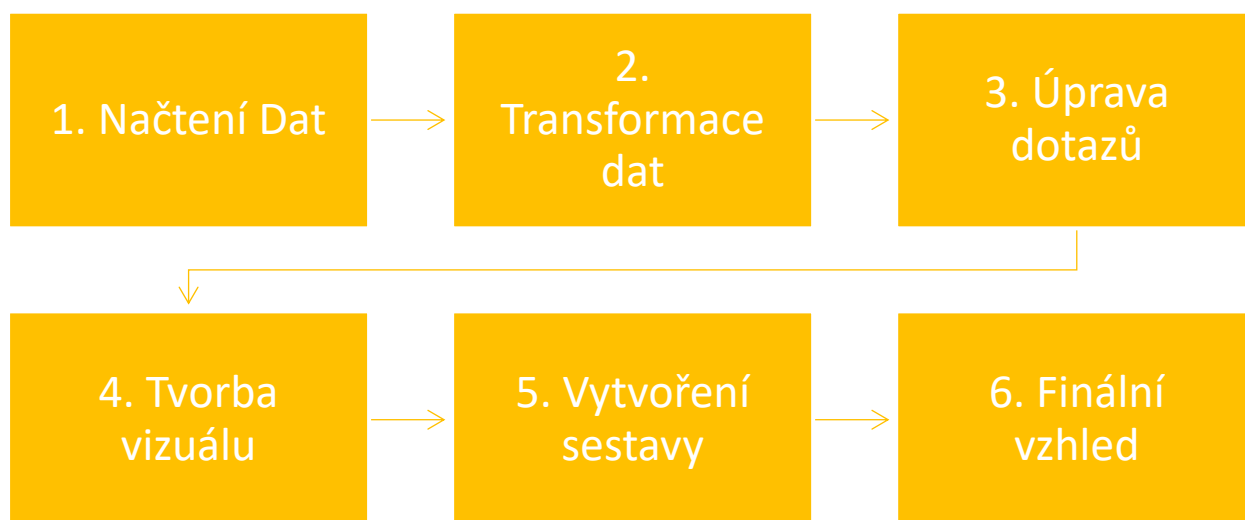 1. Načtení Dat
2.
Transformace
dat
3. Úprava
dotazů
4. Tvorba
vizuálu
5. Vytvoření
sestavy
6. Finální
vzhled